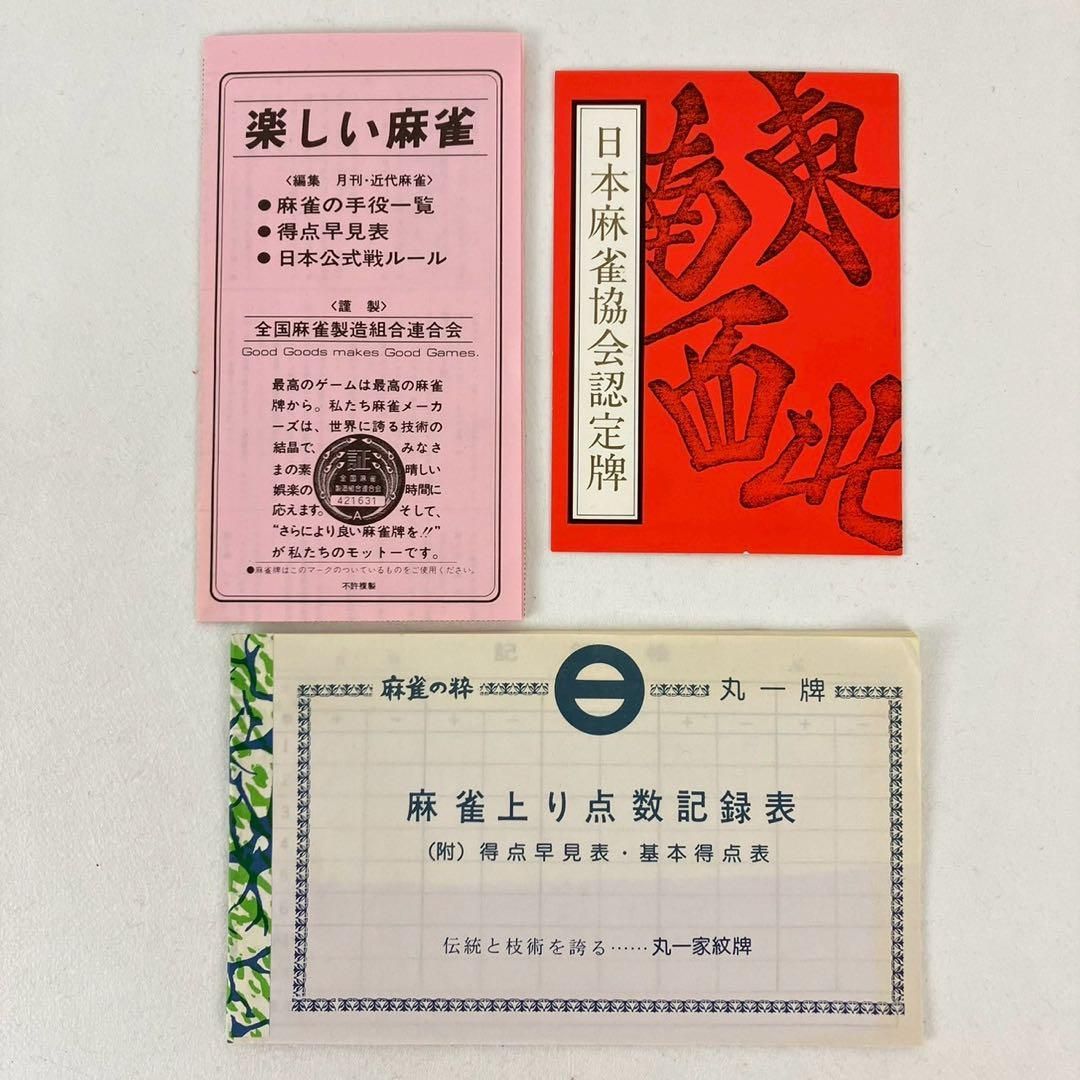 楽しい麻雀
〈編集 月刊・近代麻雀〉
●麻雀の手役一覧
●得点早見表
●日本公式戦ルール
〈謹製〉
全国麻雀製造組合連合会
Good Goods makes Good Games.
最高のゲームは最高の麻雀
牌から。私たち麻雀メーカ
ーズは、世界に誇る技術の
結晶で、みなさ
まの素晴しい
娯楽の時間に
応えます。そして、
“さらにより良い麻雀牌を!!”
が私たちのモットーです。
証
全国麻雀
製造組合連合会
421631
A
●麻雀牌はこのマークのついているものをご使用ください。
不許複製
日本麻雀協会認定牌
東
南
西
北
麻雀の粋
丸一牌
麻雀上り点数記録表
(附)得点早見表・基本得点表
伝統と枝術を誇る……丸一家紋牌